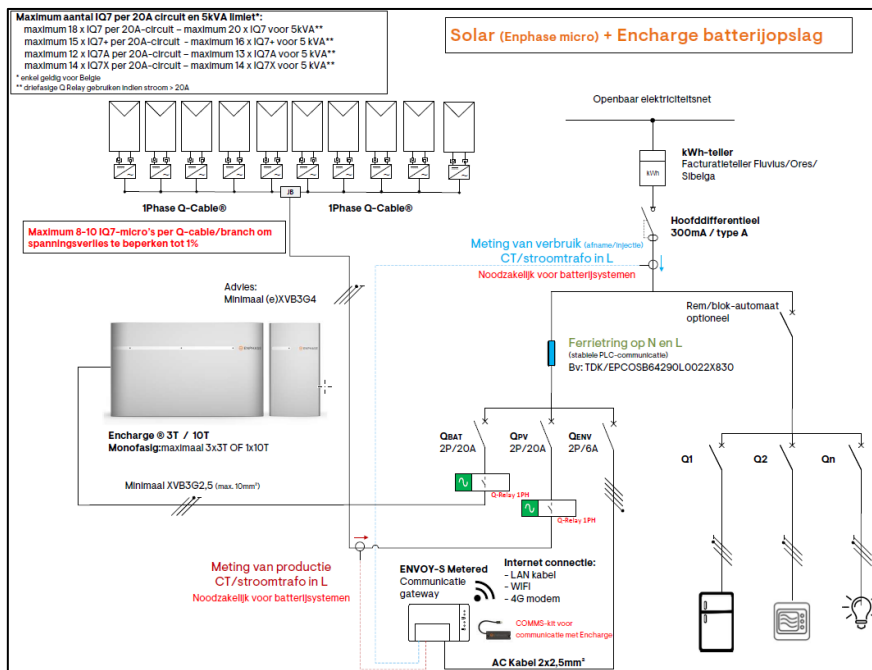 Maximum aantal IQ7 per 20A circuit en 5kVA limiet*:
maximum 18 x IQ7 per 20A-circuit – maximum 20 x IQ7 voor 5kVA**
maximum 15 x IQ7+ per 20A-circuit - maximum 16 x IQ7+ voor 5 kVA**
maximum 12 x IQ7A per 20A-circuit – maximum 13 x IQ7A voor 5 kVA**
maximum 14 x IQ7X per 20A-circuit – maximum 14 x IQ7X voor 5 kVA**
* enkel geldig voor Belgie
** driefasige Q Relay gebruiken indien stroom > 20A
Solar (Enphase micro) + Encharge batterijopslag
Openbaar elektriciteitsnet
kWh-teller
Facturatieteller Fluvius/Ores/
Sibelga
kWh
JB
1Phase Q-Cable®
1Phase Q-Cable®
Hoofddifferentieel
300mA / type A
Maximum 8-10 IQ7-micro's per Q-cable/branch om
spanningsverlies te beperken tot 1%
Meting van verbruik (afname/injectie)
CT/stroomtrafo in L
Noodzakelijk voor batterijsystemen
Advies:
Minimaal (e)XVB3G4
Rem/blok-automaat
optioneel
Ferrietring op N en L
(stabiele PLC-communicatie)
Bv: TDK/EPCOSB64290L0022X830
Encharge ® 3T / 10T
Monofasig:maximaal 3x3T OF 1x10T
QBAT
2P/20A
QPV
2P/20A
QENV
2P/6A
Q1
Q2
Qn
Minimaal XVB3G2,5 (max. 10mm²)
Q-Relay 1PH
Q-Relay 1PH
Meting van productie
CT/stroomtrafo in L
Noodzakelijk voor batterijsystemen
ENVOY-S Metered
Communicatie
gateway
Internet connectie:
- LAN kabel
- WIFI
- 4G modem
COMMS-kit voor
communicatie met Encharge
AC Kabel 2x2,5mm²